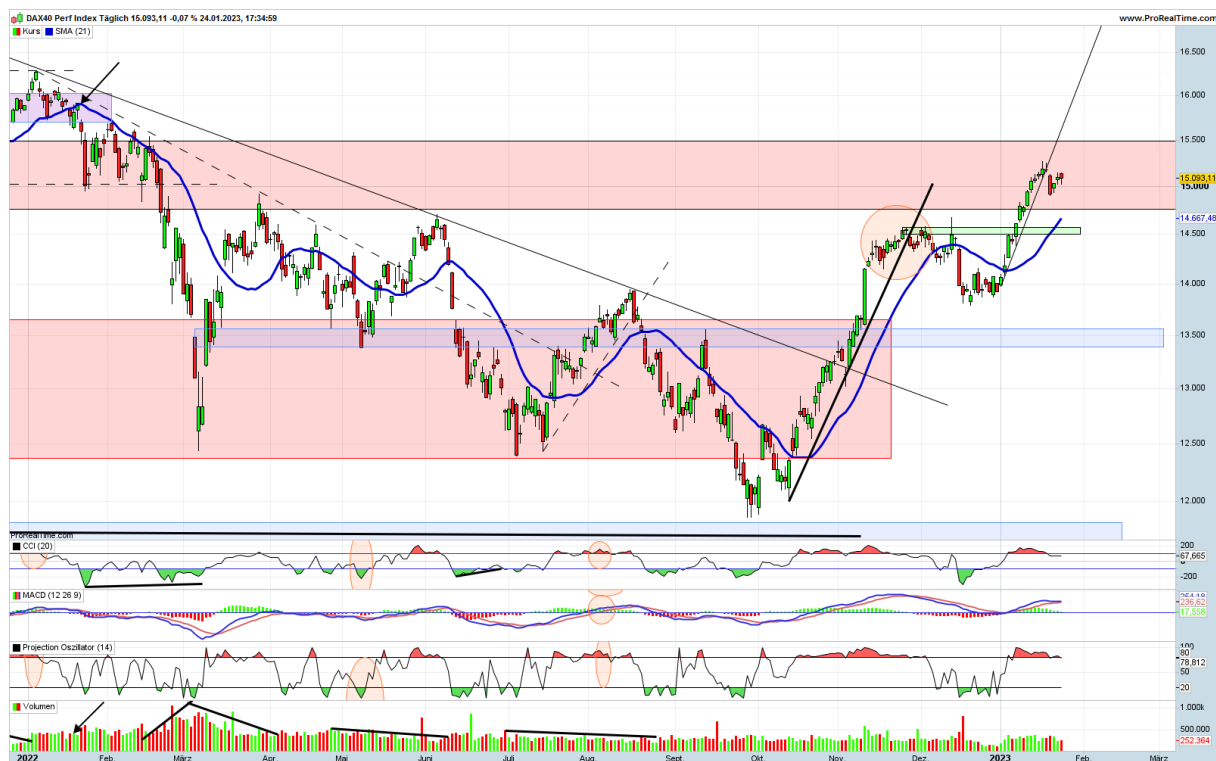 DAX40 Perf Index Täglich 15.093,11 -0,07 % 24.01.2023, 17:34:59
www.ProRealTime.com
Kurs SMA (21)
16.500
16.000
15.500
15.093,11
15.000
14.667,48
14.500
14.000
13.500
13.000
12.500
12.000
ProRealTime.com
CCI (20)
200
67,665
-200
MACD (12 26 9)
236,62
17,556
Projection Oszillator (14)
100
80
78,812
50
20
Volumen
1.000k
500.000
252.364
2022 Feb. März Apr. Mai Juni Juli Aug. Sept. Okt. Nov. Dez. 2023 Feb. März